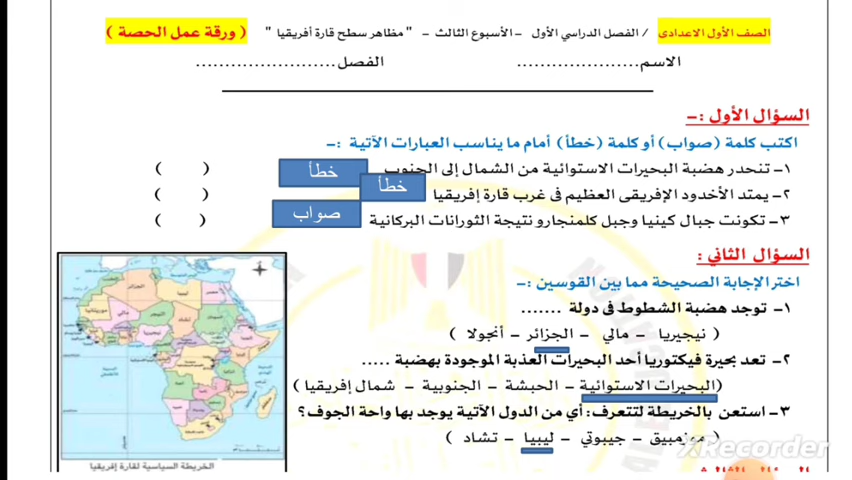 الصف الأول الاعدادى / الفصل الدراسي الأول - الأسبوع الثالث - " مظاهر سطح قارة أفريقيا " ( ورقة عمل الحصة )
الاسم..................... الفصل........................
السؤال الأول :-
اكتب كلمة (صواب) أو كلمة (خطأ) أمام ما يناسب العبارات الآتية :-
١- تنحدر هضبة البحيرات الاستوائية من الشمال إلى الجنوب خطأ ( )
٢- يمتد الأخدود الإفريقى العظيم فى غرب قارة إفريقيا خطأ ( )
٣- تكونت جبال كينيا وجبل كلمنجارو نتيجة الثورانات البركانية صواب ( )
السؤال الثاني :
اختر الإجابة الصحيحة مما بين القوسين :-
١- توجد هضبة الشطوط فى دولة .......
( نيجيريا - مالي - الجزائر - أنجولا )
٢- تعد بحيرة فيكتوريا أحد البحيرات العذبة الموجودة بهضبة .....
(البحيرات الاستوائية - الحبشة - الجنوبية - شمال إفريقيا )
٣- استعن بالخريطة لتتعرف: أي من الدول الآتية يوجد بها واحة الجوف؟
( موزمبيق - جيبوتي - ليبيا - تشاد )
الخريطة السياسية لقارة إفريقيا
XRecorder